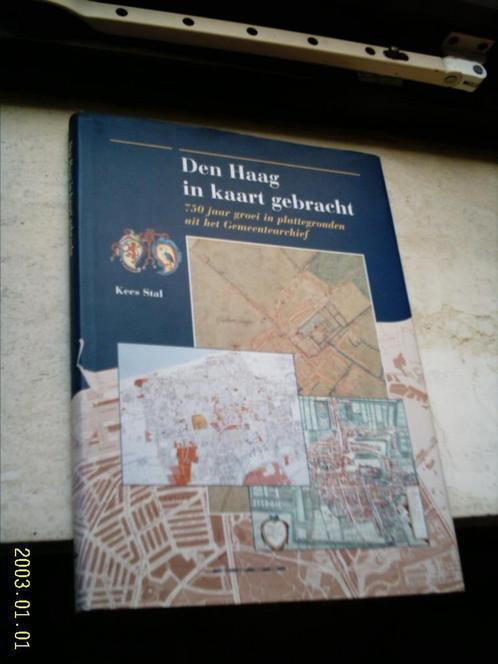 Den Haag
in kaart gebracht
750 jaar groei in plattegronden
uit het Gemeentearchief
Kees Stal
2003.01.01